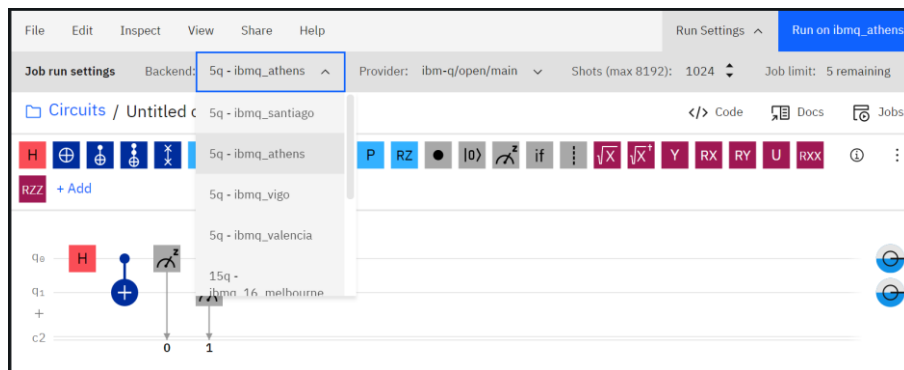 File Edit Inspect View Share Help Run Settings Run on ibmq_athens
Job run settings Backend: 5q - ibmq_athens Provider: ibm-q/open/main Shots (max 8192): 1024 Job limit: 5 remaining
Circuits / Untitled c </> Code Docs Jobs
5q - ibmq_santiago
5q - ibmq_athens
5q - ibmq_vigo
5q - ibmq_valencia
15q -
ibmq_16_melbourne
H P RZ |0⟩ z if √X √X† Y RX RY U RXX
RZZ + Add
q0 H z
q1 +
+
c2
0 1